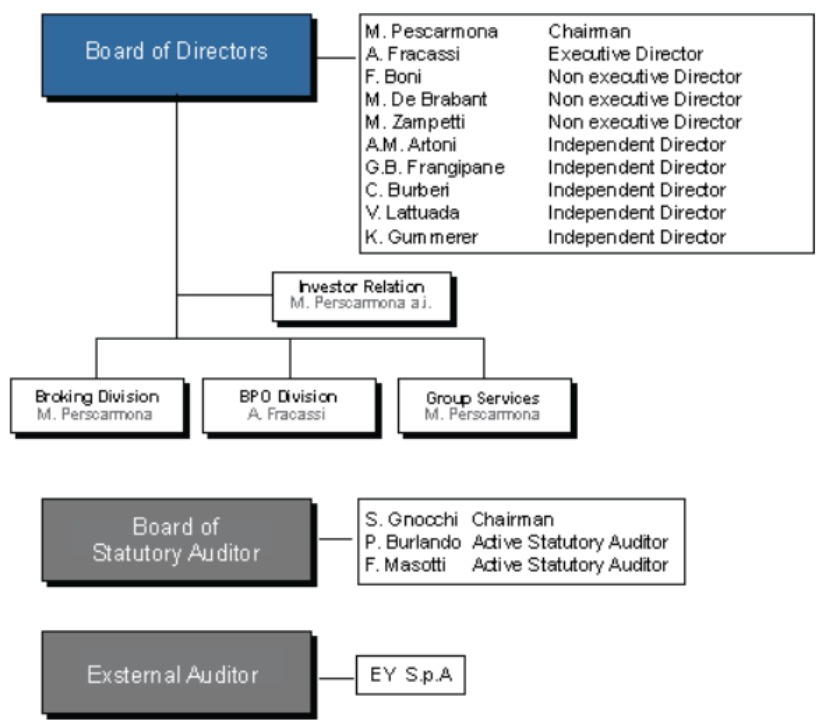 Board of Directors
M. Pescarmona Chairman
A. Fracassi Executive Director
F. Boni Non executive Director
M. De Brabant Non executive Director
M. Zampetti Non executive Director
A.M. Artoni Independent Director
G.B. Frangipane Independent Director
C. Burberi Independent Director
V. Lattuada Independent Director
K. Gummerer Independent Director
Investor Relation
M. Perscarmona a.i.
Broking Division
M. Perscarmona
BPO Division
A. Fracassi
Group Services
M. Perscarmona
Board of
Statutory Auditor
S. Gnocchi Chairman
P. Burlando Active Statutory Auditor
F. Masotti Active Statutory Auditor
Exsternal Auditor
EY S.p.A